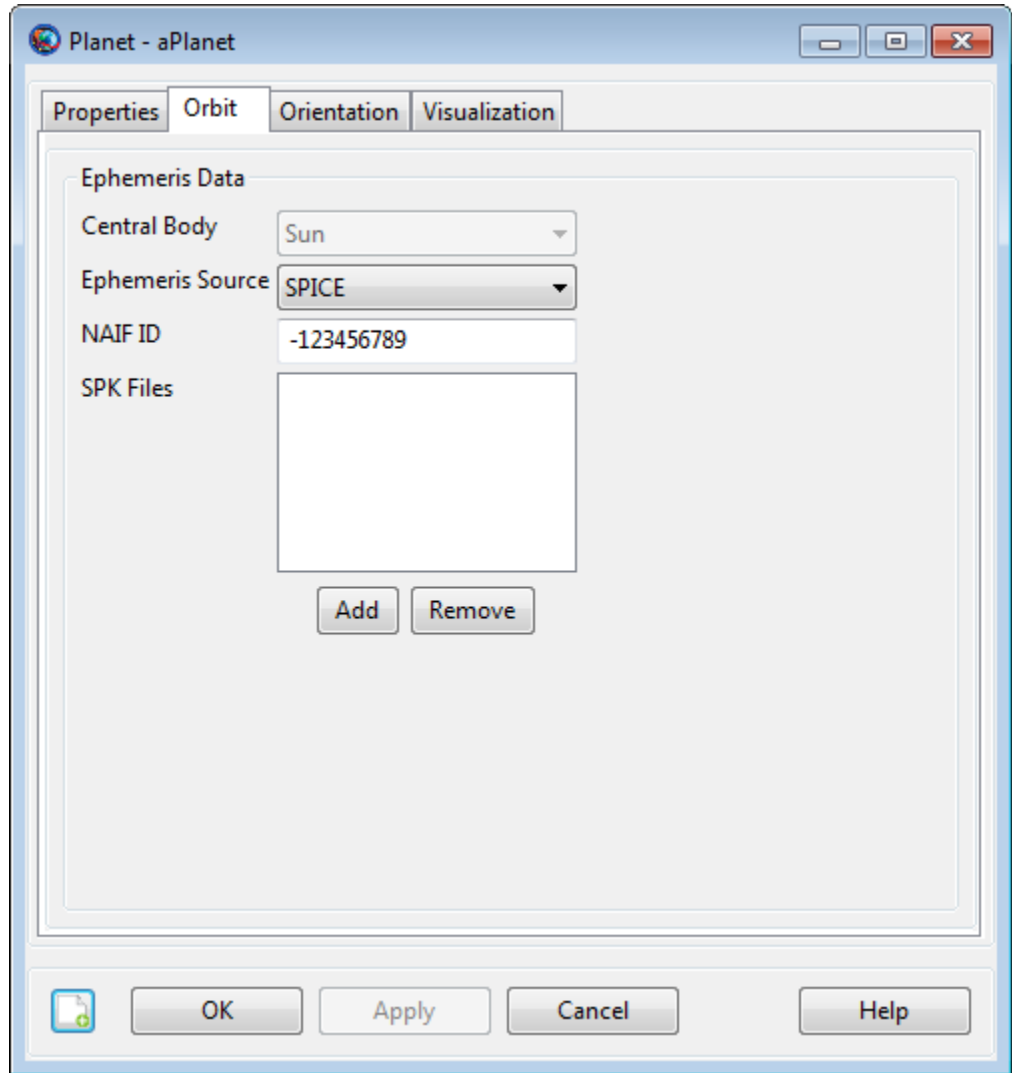 Planet - aPlanet
Properties Orbit Orientation Visualization
Ephemeris Data
Central Body Sun
Ephemeris Source SPICE
NAIF ID -123456789
SPK Files
Add Remove
OK Apply Cancel Help